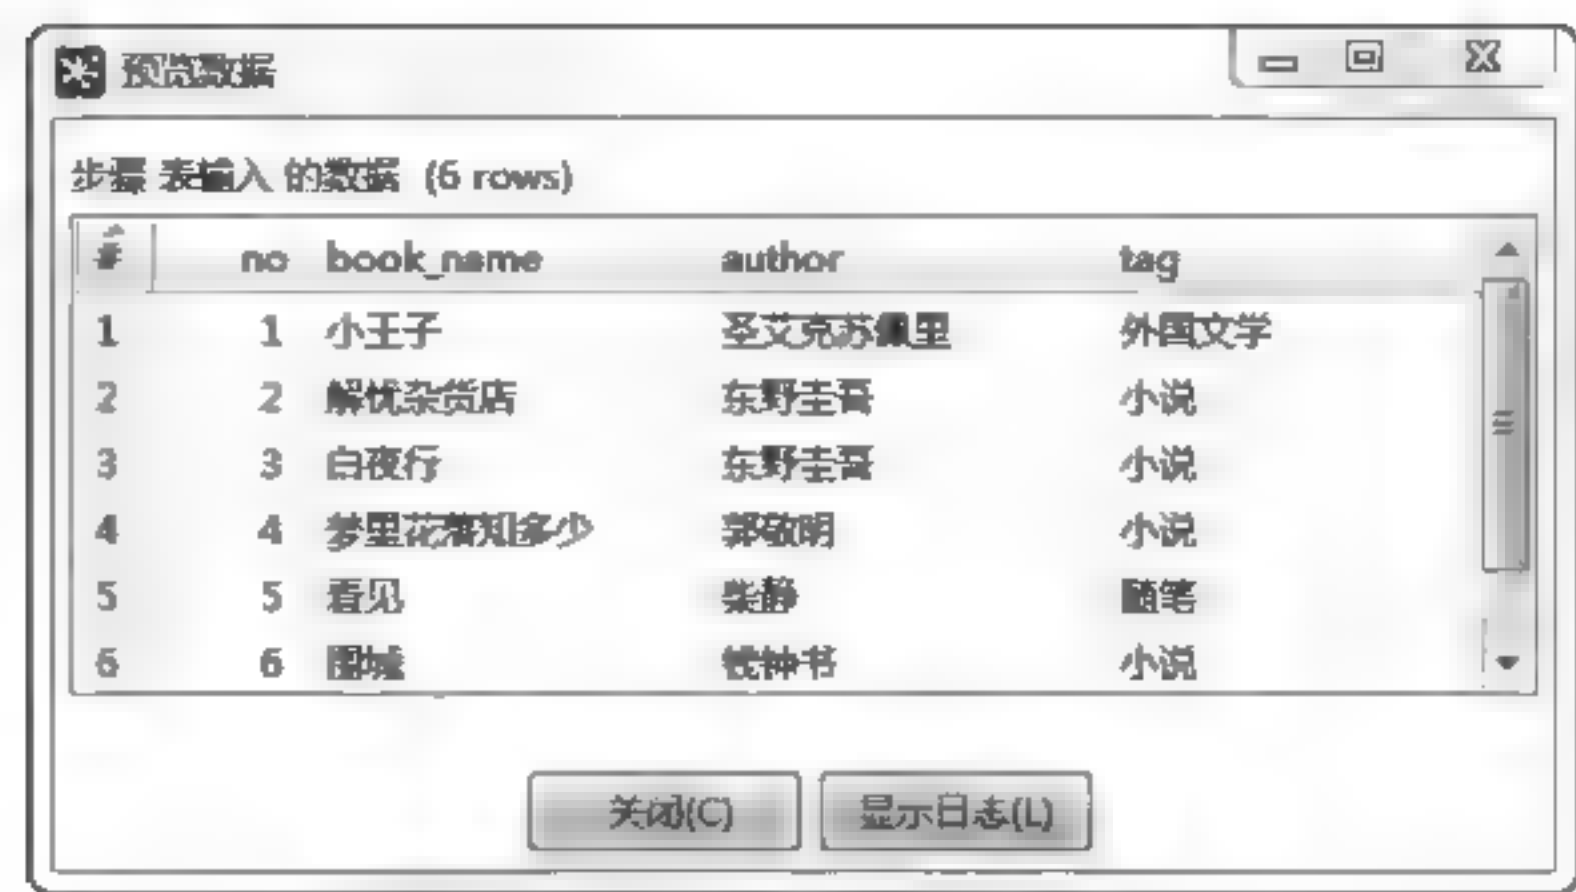 预览数据
步骤 表输入 的数据 (6 rows)
# no book_name author tag
1 1 小王子 圣艾克苏佩里 外国文学
2 2 解忧杂货店 东野圭哥 小说
3 3 白夜行 东野圭哥 小说
4 4 梦里花落知多少 郭敬明 小说
5 5 看见 柴静 随笔
6 6 围城 钱钟书 小说
关闭(C) 显示日志(L)